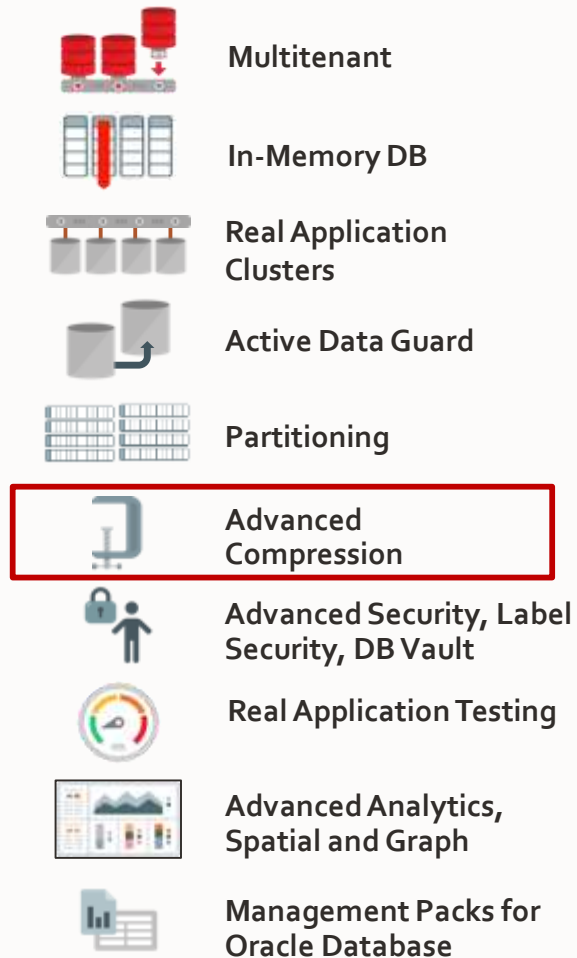 Multitenant
In-Memory DB
Real Application
Clusters
Active Data Guard
Partitioning
Advanced
Compression
Advanced Security, Label
Security, DB Vault
Real Application Testing
Advanced Analytics,
Spatial and Graph
Management Packs for
Oracle Database